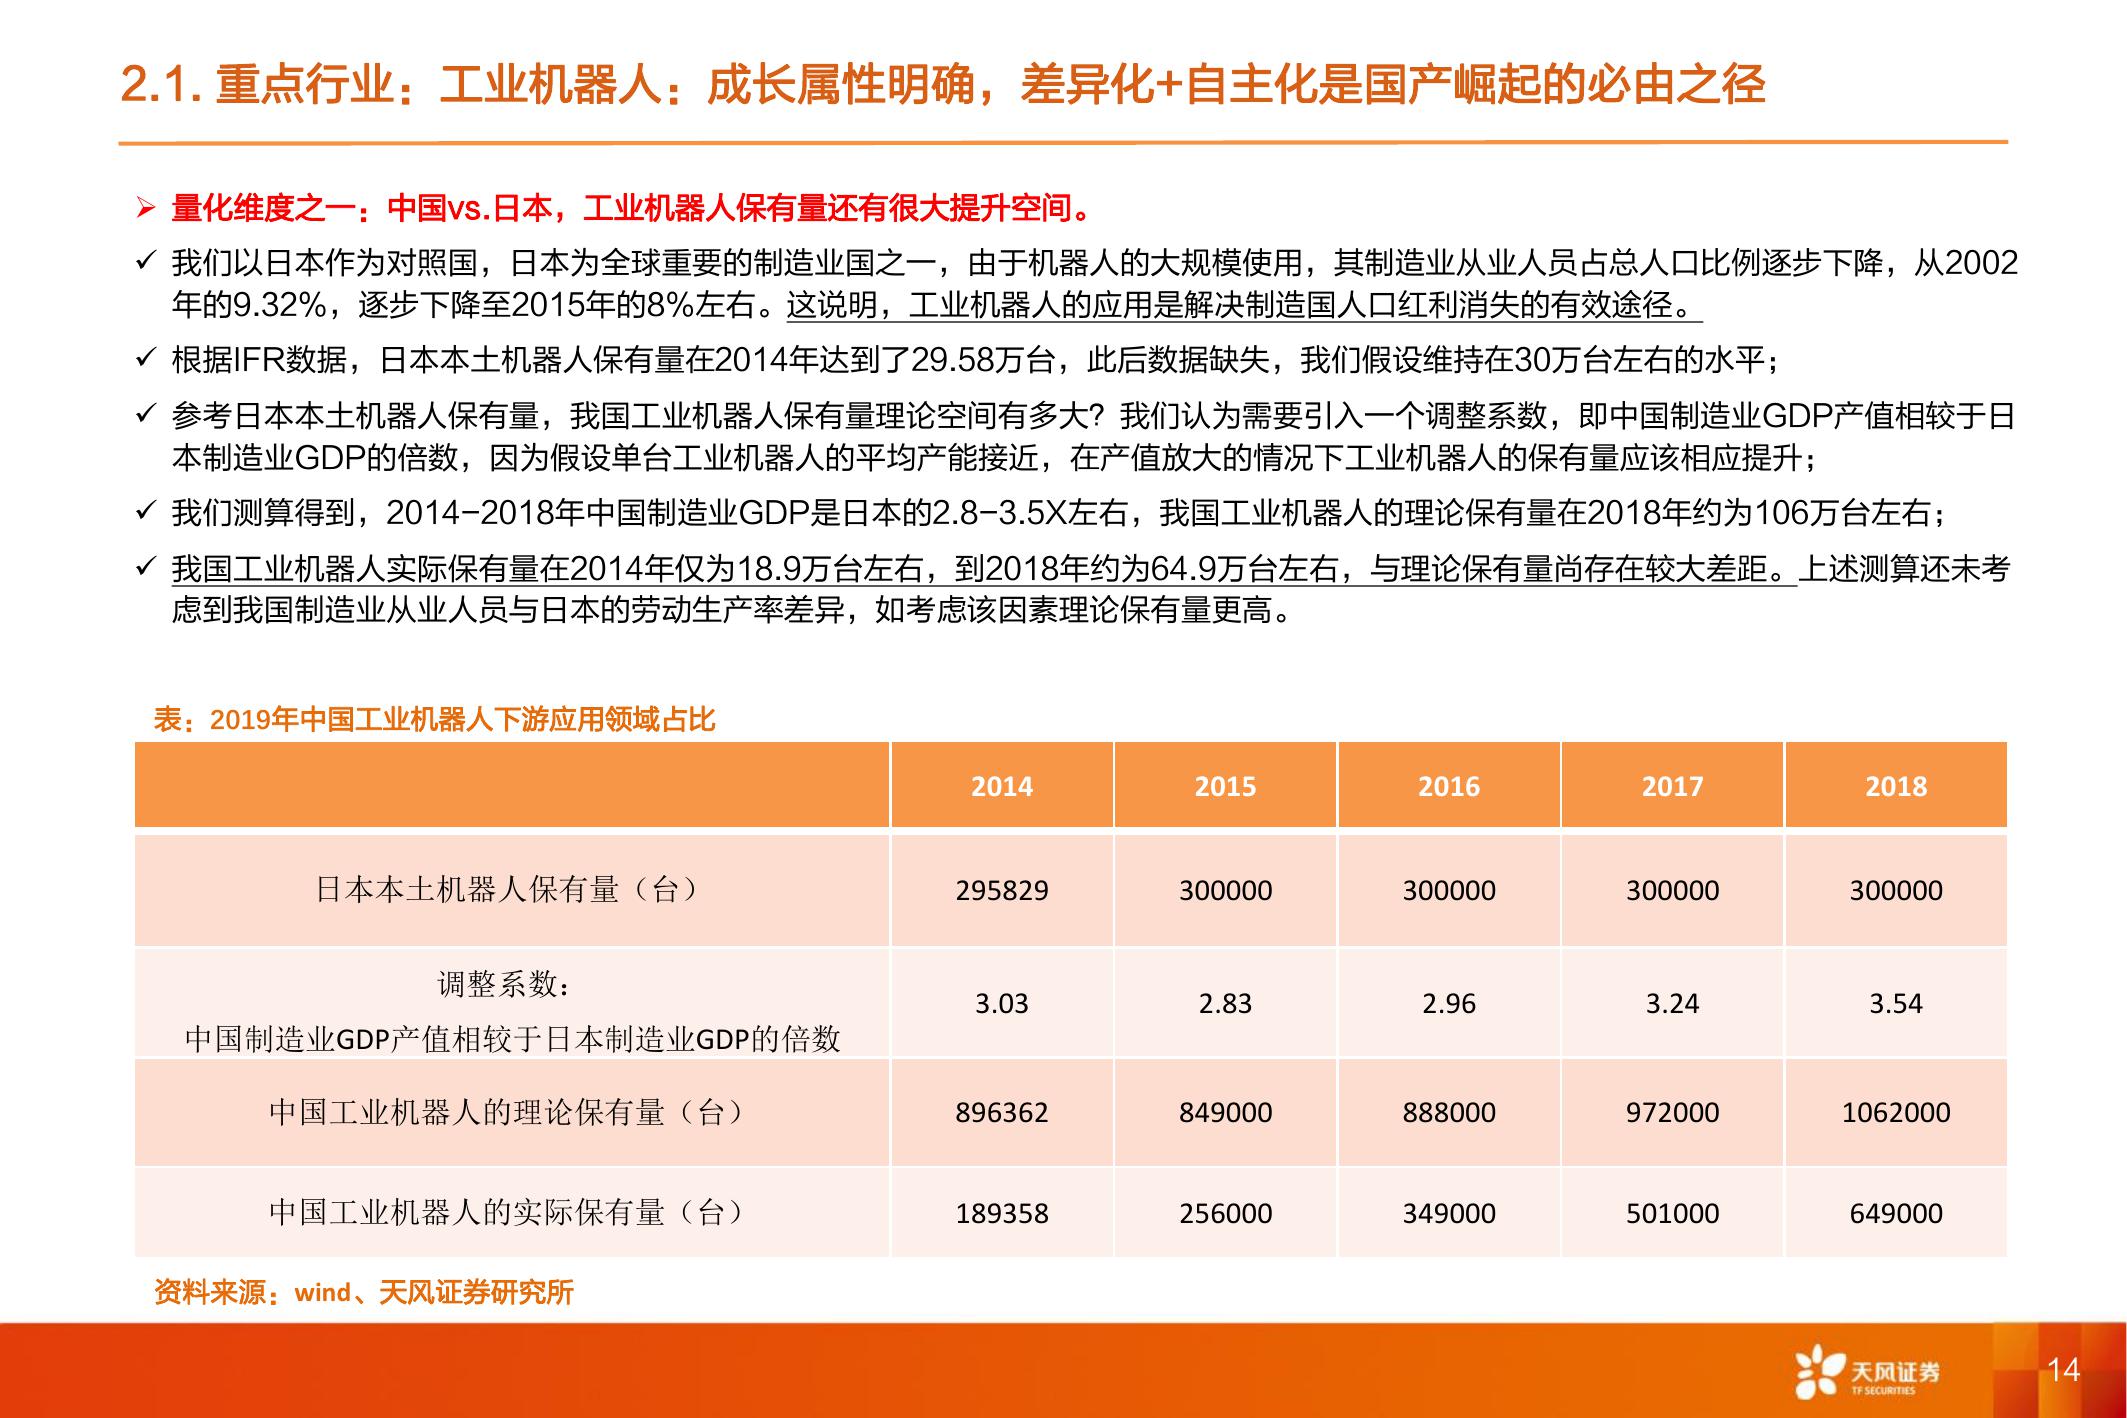 2.1. 重点行业：工业机器人：成长属性明确，差异化+自主化是国产崛起的必由之径
➢ 量化维度之一：中国vs.日本，工业机器人保有量还有很大提升空间。
✓ 我们以日本作为对照国，日本为全球重要的制造业国之一，由于机器人的大规模使用，其制造业从业人员占总人口比例逐步下降，从2002
年的9.32%，逐步下降至2015年的8%左右。这说明，工业机器人的应用是解决制造国人口红利消失的有效途径。
✓ 根据IFR数据，日本本土机器人保有量在2014年达到了29.58万台，此后数据缺失，我们假设维持在30万台左右的水平；
✓ 参考日本本土机器人保有量，我国工业机器人保有量理论空间有多大？我们认为需要引入一个调整系数，即中国制造业GDP产值相较于日
本制造业GDP的倍数，因为假设单台工业机器人的平均产能接近，在产值放大的情况下工业机器人的保有量应该相应提升；
✓ 我们测算得到，2014-2018年中国制造业GDP是日本的2.8-3.5X左右，我国工业机器人的理论保有量在2018年约为106万台左右；
✓ 我国工业机器人实际保有量在2014年仅为18.9万台左右，到2018年约为64.9万台左右，与理论保有量尚存在较大差距。上述测算还未考
虑到我国制造业从业人员与日本的劳动生产率差异，如考虑该因素理论保有量更高。
表：2019年中国工业机器人下游应用领域占比
2014 2015 2016 2017 2018
日本本土机器人保有量（台） 295829 300000 300000 300000 300000
调整系数：
中国制造业GDP产值相较于日本制造业GDP的倍数 3.03 2.83 2.96 3.24 3.54
中国工业机器人的理论保有量（台） 896362 849000 888000 972000 1062000
中国工业机器人的实际保有量（台） 189358 256000 349000 501000 649000
资料来源：wind、天风证券研究所
天风证券
TF SECURITIES
14